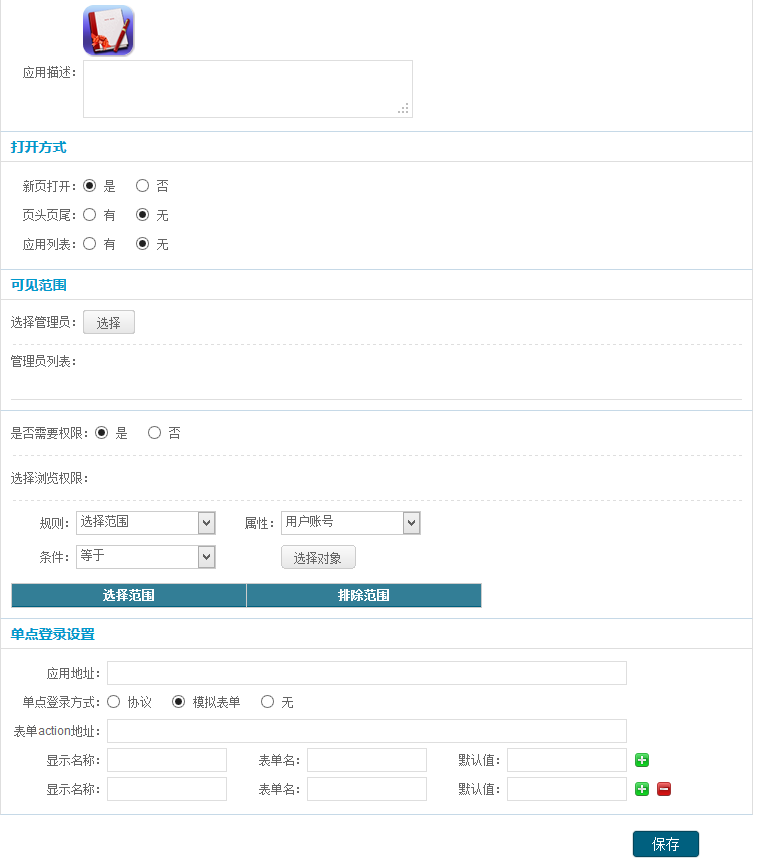 应用描述：
打开方式
新页打开： 是 否
页头页尾： 有 无
应用列表： 有 无
可见范围
选择管理员： 选择
管理员列表：
是否需要权限： 是 否
选择浏览权限：
规则： 选择范围 属性： 用户账号
条件： 等于 选择对象
选择范围 排除范围
单点登录设置
应用地址：
单点登录方式： 协议 模拟表单 无
表单action地址：
显示名称： 表单名： 默认值：
显示名称： 表单名： 默认值：
保存